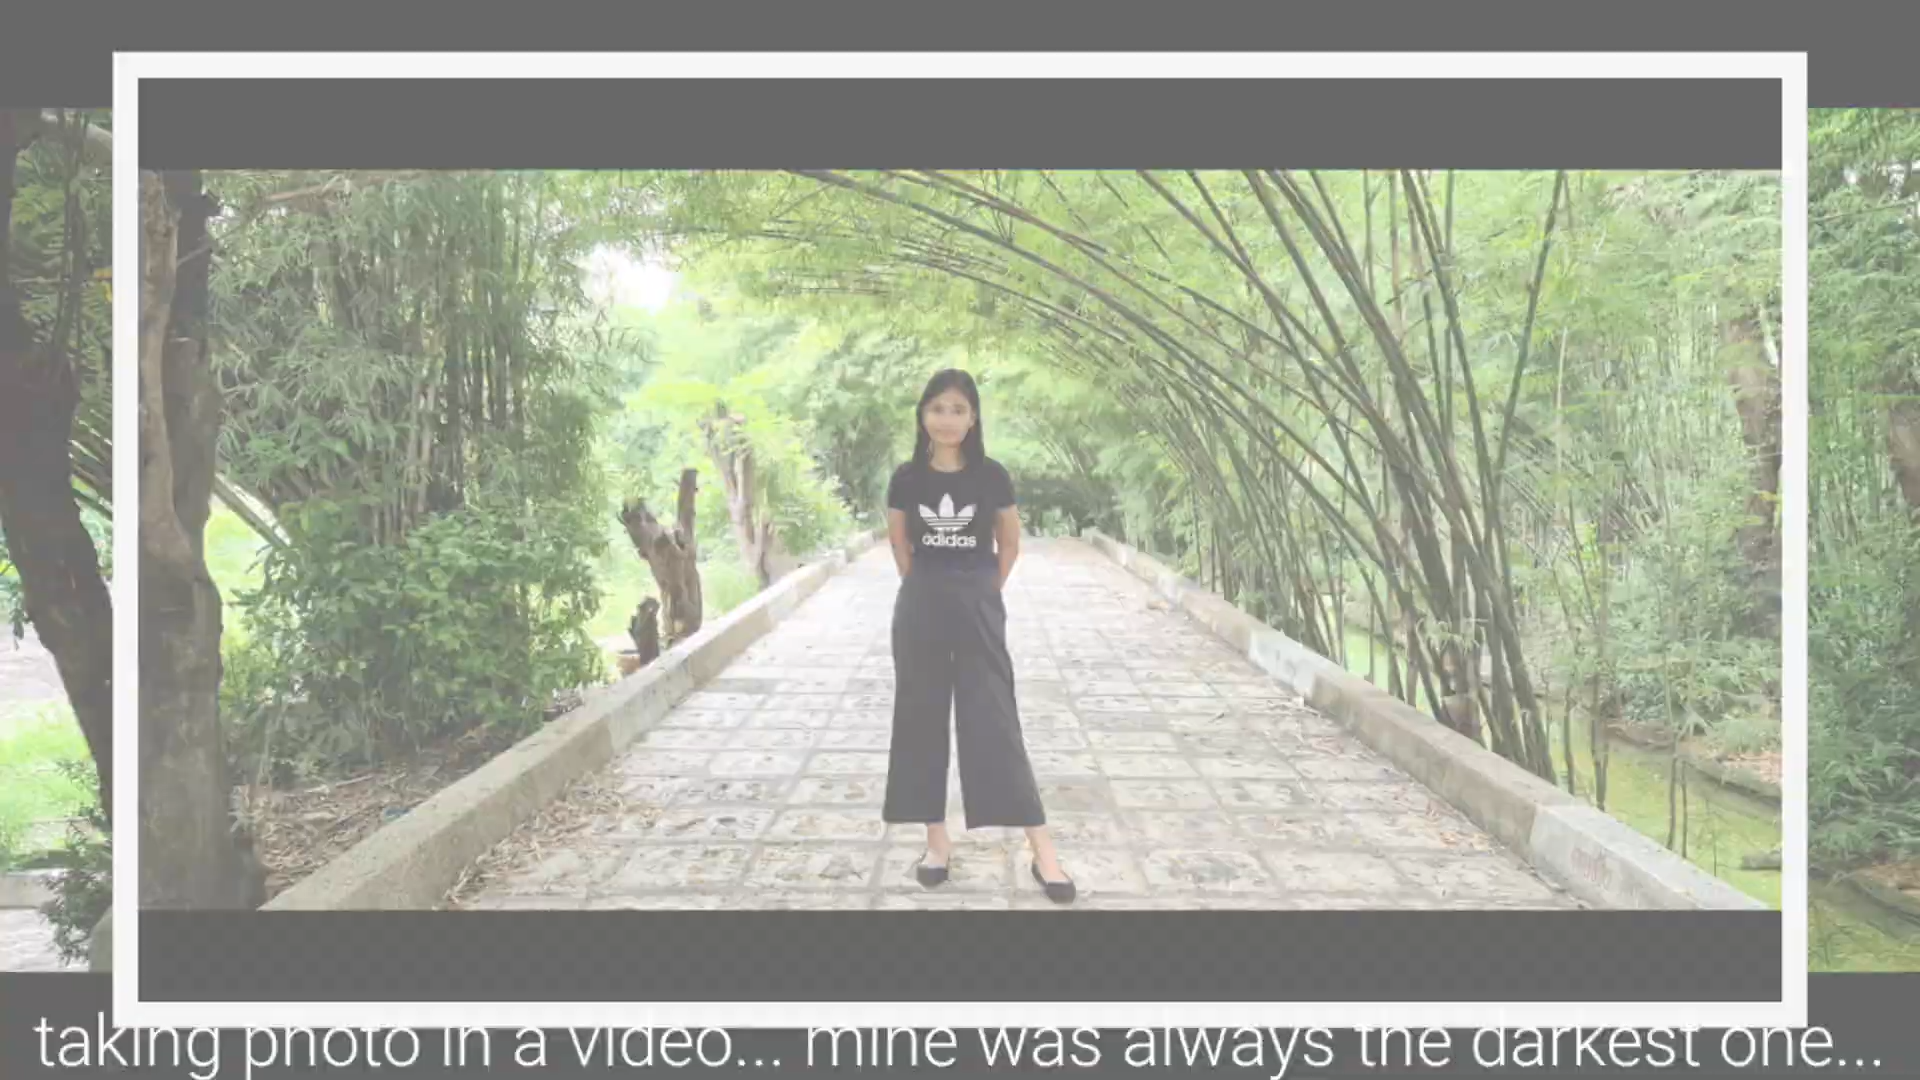 adidas
taking photo in a video... mine was always the darkest one...